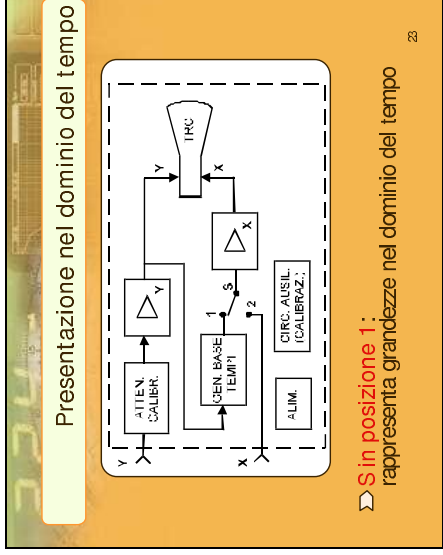 Presentazione nel dominio del tempo
Y
ATTEN.
CALIBR.
Y
Y
TRC
X
GEN. BASE
TEMPI
1
S
2
X
X
ALIM.
CIRC. AUSIL.
(CALIBRAZ.)
S in posizione 1:
rappresenta grandezze nel dominio del tempo
23